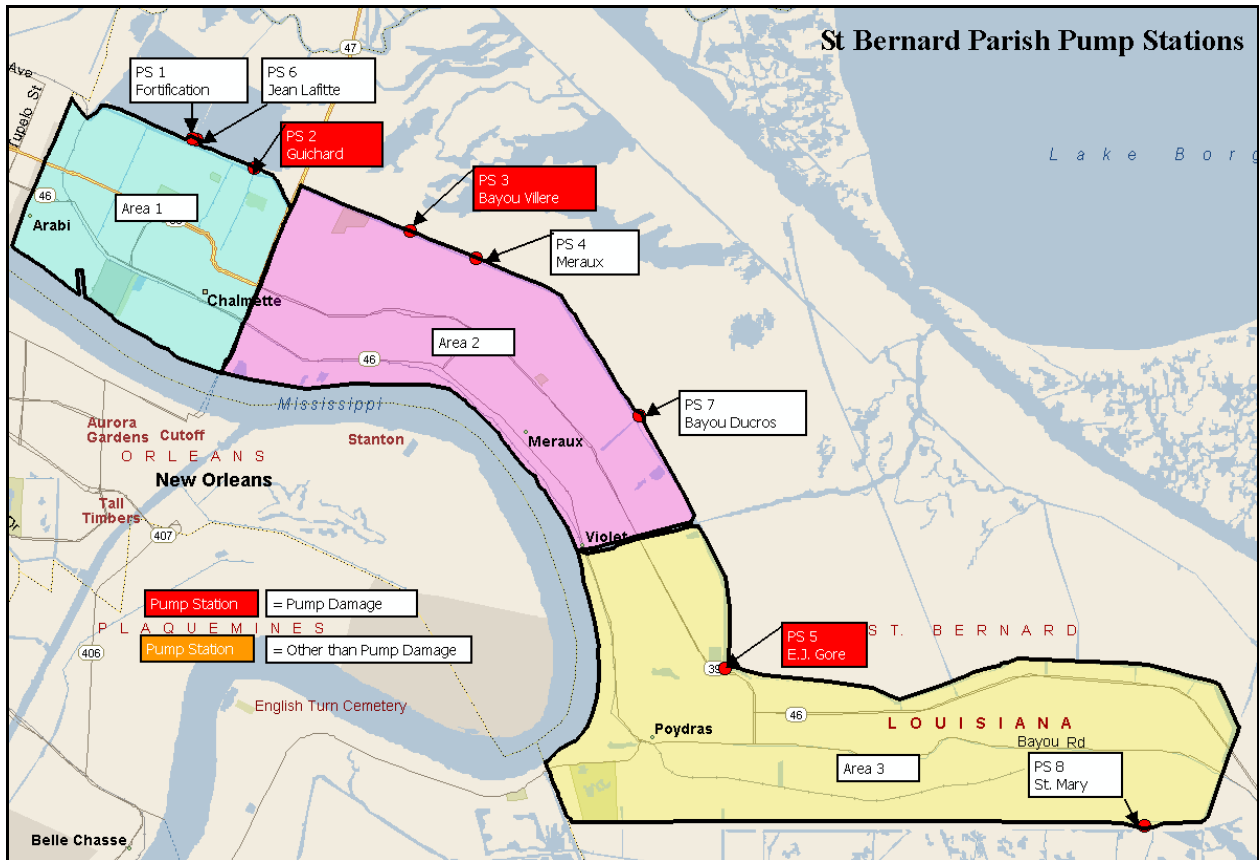 St Bernard Parish Pump Stations
47
PS 1
Fortification
PS 6
Jean Lafitte
Ave
Tupelo St
PS 2
Guichard
Lake Borg
PS 3
Bayou Villere
46
Area 1
Arabi
PS 4
Meraux
Chalmette
Area 2
46
Mississippi
PS 7
Bayou Ducros
Aurora
Gardens
Cutoff
Stanton
Meraux
ORLEANS
New Orleans
Tall
Timbers
Dr
407
Violet
Pump Station
= Pump Damage
PLAQUEMINES
Pump Station
= Other than Pump Damage
406
PS 5
E.J. Gore
ST. BERNARD
39
English Turn Cemetery
46
LOUISIANA
Poydras
Bayou Rd
Area 3
PS 8
St. Mary
Belle Chasse